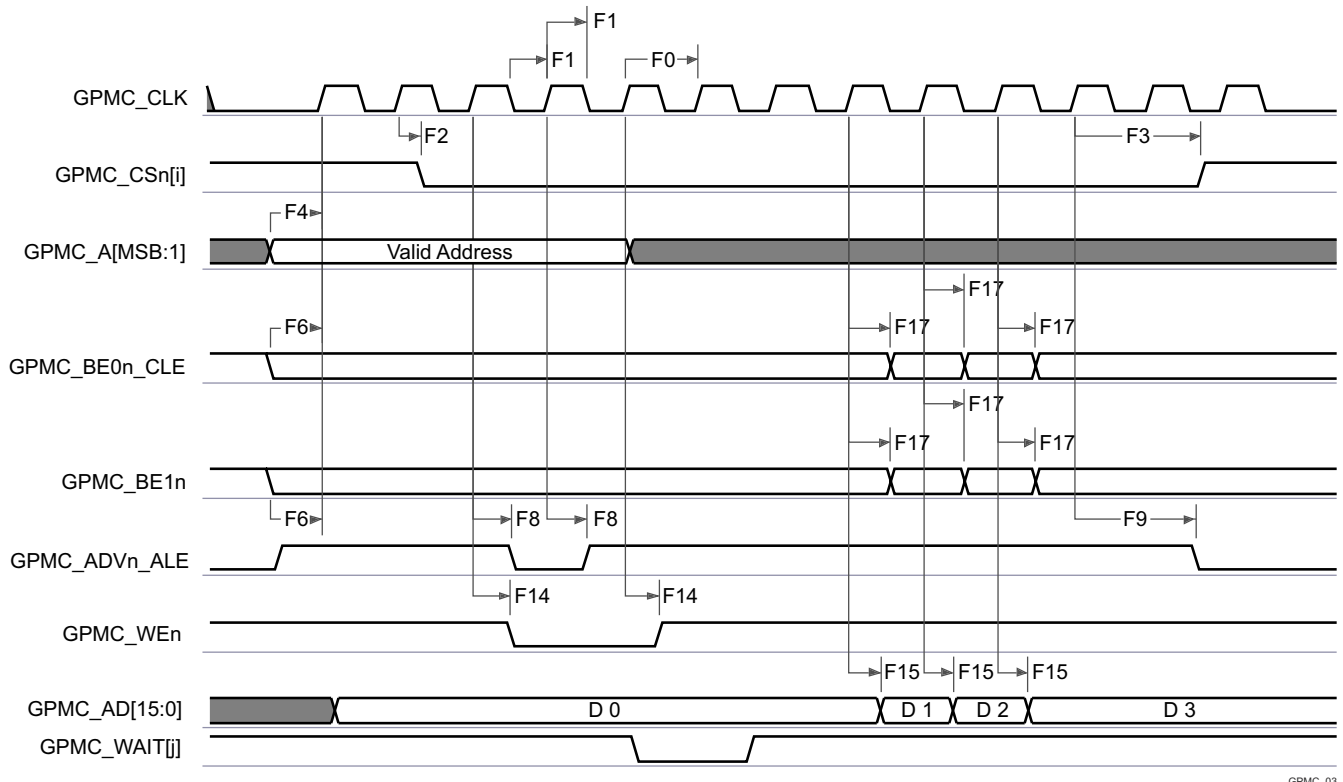 F1
F1 F0
GPMC_CLK
F2 F3
GPMC_CSn[i]
F4
GPMC_A[MSB:1] Valid Address
F17
F6 F17 F17
GPMC_BE0n_CLE
F17
F17 F17
GPMC_BE1n
F6 F8 F8 F9
GPMC_ADVn_ALE
F14 F14
GPMC_WEn
F15 F15 F15
GPMC_AD[15:0] D 0 D 1 D 2 D 3
GPMC_WAIT[j]
GPMC_03